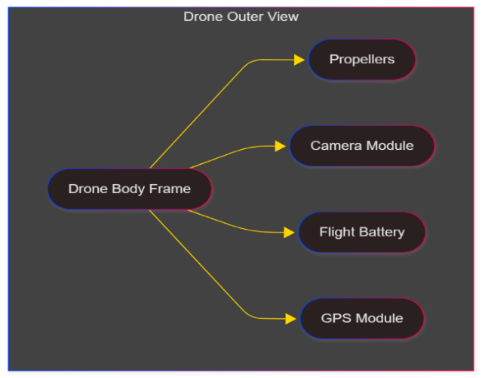 Drone Outer View
Propellers
Camera Module
Drone Body Frame
Flight Battery
GPS Module